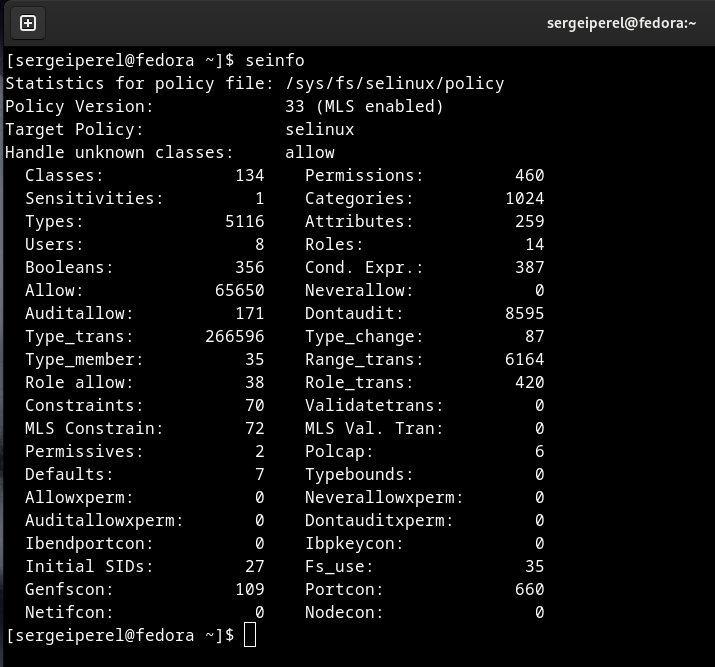 sergeiperel@fedora:~
[sergeiperel@fedora ~]$ seinfo
Statistics for policy file: /sys/fs/selinux/policy
Policy Version:             33 (MLS enabled)
Target Policy:              selinux
Handle unknown classes:     allow
  Classes:             134    Permissions:         460
  Sensitivities:         1    Categories:         1024
  Types:              5116    Attributes:          259
  Users:                 8    Roles:                14
  Booleans:            356    Cond. Expr.:         387
  Allow:             65650    Neverallow:            0
  Auditallow:          171    Dontaudit:          8595
  Type_trans:       266596    Type_change:          87
  Type_member:          35    Range_trans:        6164
  Role allow:           38    Role_trans:          420
  Constraints:          70    Validatetrans:         0
  MLS Constrain:        72    MLS Val. Tran:         0
  Permissives:           2    Polcap:                6
  Defaults:              7    Typebounds:            0
  Allowxperm:            0    Neverallowxperm:       0
  Auditallowxperm:       0    Dontauditxperm:        0
  Ibendportcon:          0    Ibpkeycon:             0
  Initial SIDs:         27    Fs_use:               35
  Genfscon:            109    Portcon:             660
  Netifcon:              0    Nodecon:               0
[sergeiperel@fedora ~]$